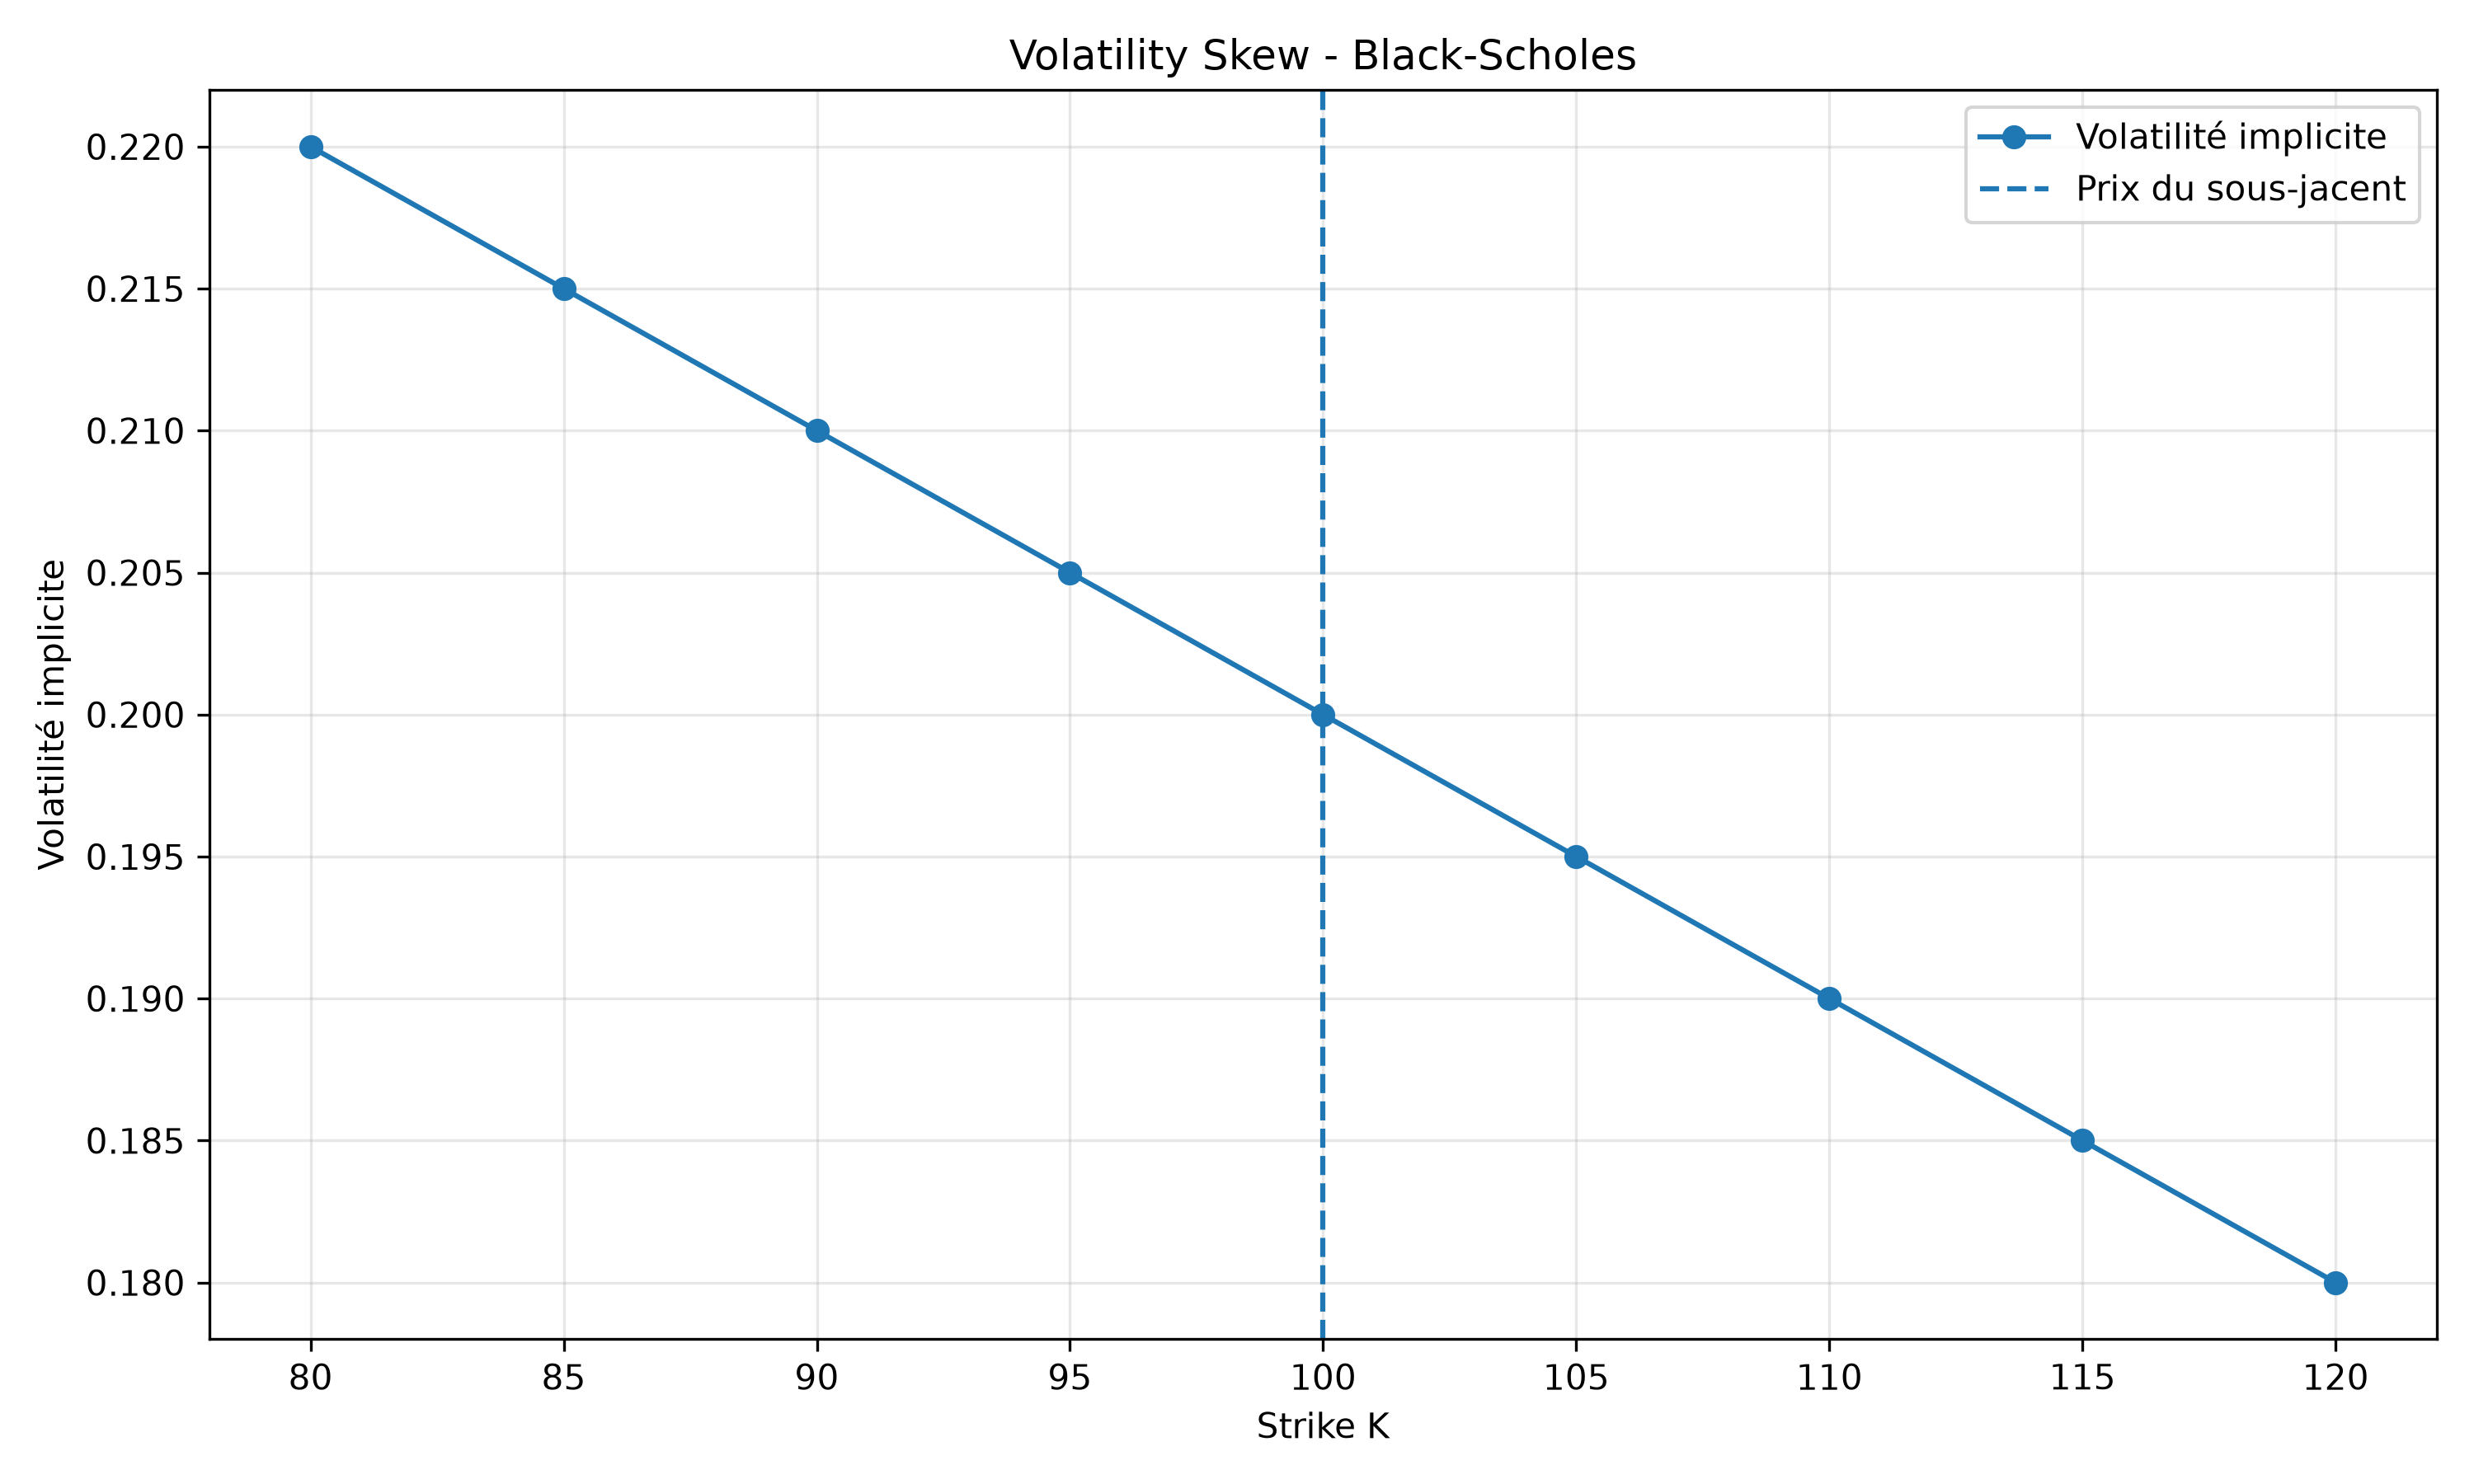 Volatility Skew - Black-Scholes
Volatilité implicite
Prix du sous-jacent
Volatilité implicite
0.220
0.215
0.210
0.205
0.200
0.195
0.190
0.185
0.180
80 85 90 95 100 105 110 115 120
Strike K